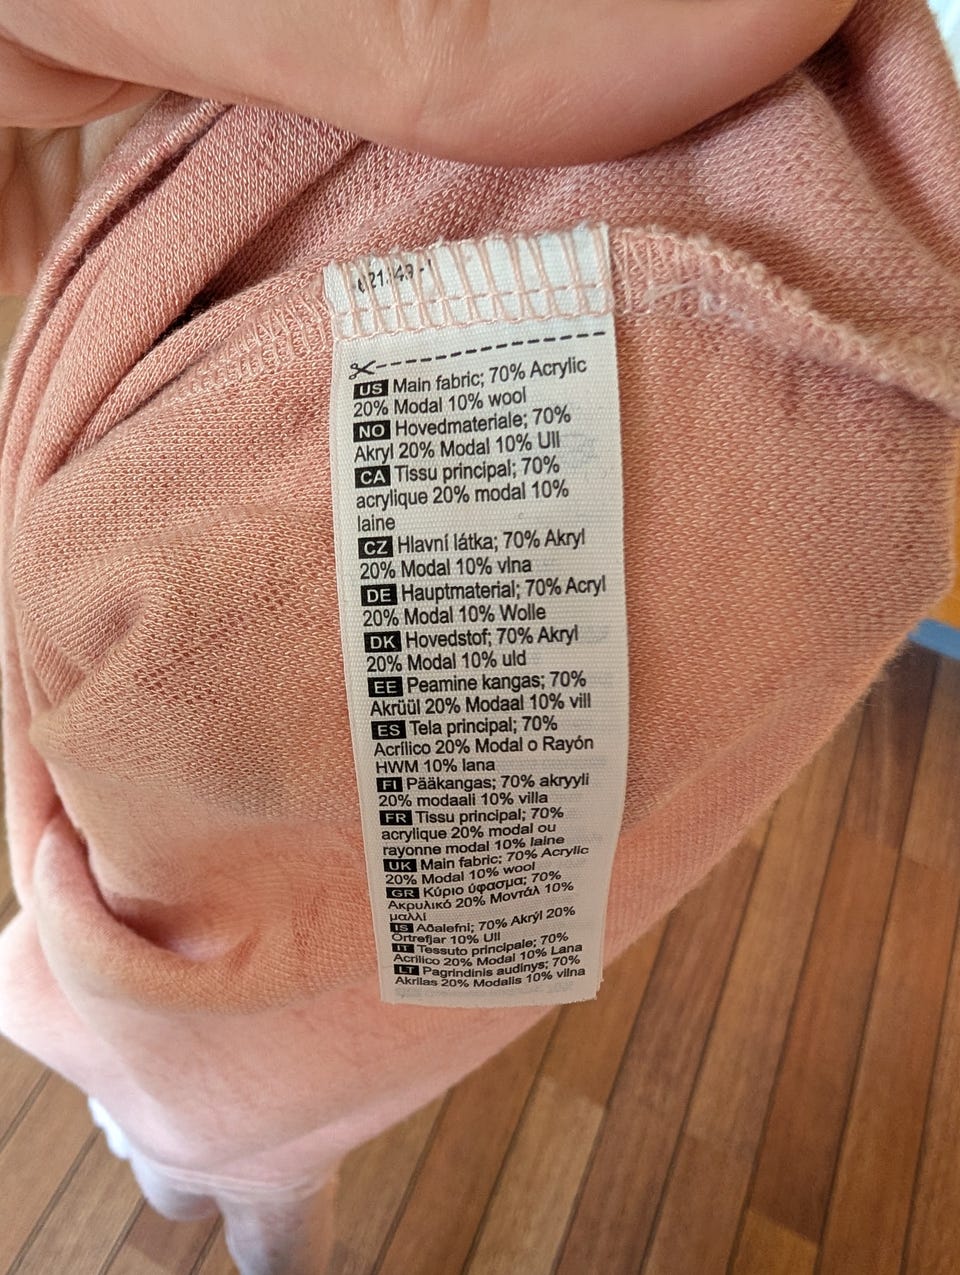 US Main fabric; 70% Acrylic
20% Modal 10% wool
NO Hovedmateriale; 70%
Akryl 20% Modal 10% Ull
CA Tissu principal; 70%
acrylique 20% modal 10%
laine
CZ Hlavní látka; 70% Akryl
20% Modal 10% vlna
DE Hauptmaterial; 70% Acryl
20% Modal 10% Wolle
DK Hovedstof; 70% Akryl
20% Modal 10% uld
EE Peamine kangas; 70%
Akrüül 20% Modaal 10% vill
ES Tela principal; 70%
Acrílico 20% Modal o Rayón
HWM 10% lana
FI Pääkangas; 70% akryyli
20% modaali 10% villa
FR Tissu principal; 70%
acrylique 20% modal ou
rayonne modal 10% laine
UK Main fabric; 70% Acrylic
20% Modal 10% wool
GR Κύριο ύφασμα; 70%
Ακρυλικό 20% Μοντάλ 10%
μαλλί
IS Aðalefni; 70% Akrýl 20%
Örtrefjar 10% Ull
IT Tessuto principale; 70%
Acrilico 20% Modal 10% Lana
LT Pagrindinis audinys; 70%
Akrilas 20% Modalis 10% vilna